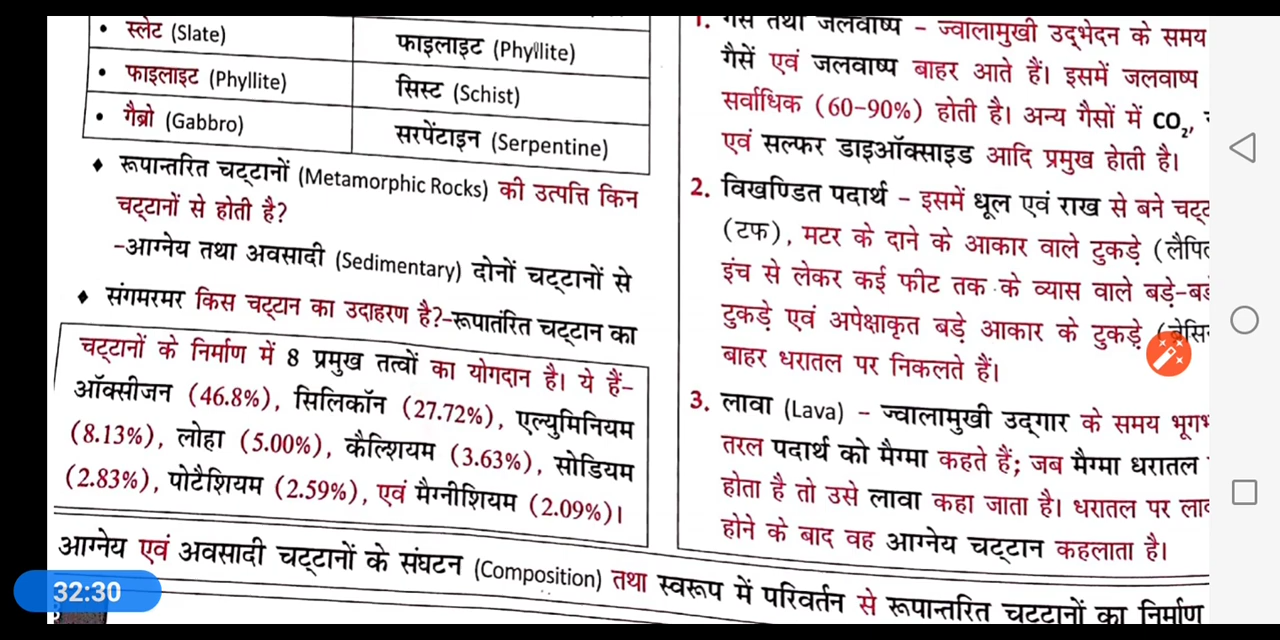 • स्लेट (Slate)
फाइलाइट (Phyllite)
• फाइलाइट (Phyllite)
सिस्ट (Schist)
• गैब्रो (Gabbro)
सरपेंटाइन (Serpentine)
♦ रूपान्तरित चट्टानों (Metamorphic Rocks) की उत्पत्ति किन
चट्टानों से होती है?
–आग्नेय तथा अवसादी (Sedimentary) दोनों चट्टानों से
♦ संगमरमर किस चट्टान का उदाहरण है?–रूपातंरित चट्टान का
चट्टानों के निर्माण में 8 प्रमुख तत्वों का योगदान है। ये हैं–
ऑक्सीजन (46.8%), सिलिकॉन (27.72%), एल्युमिनियम
(8.13%), लोहा (5.00%), कैल्शियम (3.63%), सोडियम
(2.83%), पोटैशियम (2.59%), एवं मैग्नीशियम (2.09%)।
1. गैस तथा जलवाष्प – ज्वालामुखी उद्भेदन के समय
गैसें एवं जलवाष्प बाहर आते हैं। इसमें जलवाष्प
सर्वाधिक (60–90%) होती है। अन्य गैसों में CO₂,
एवं सल्फर डाइऑक्साइड आदि प्रमुख होती है।
2. विखण्डित पदार्थ – इसमें धूल एवं राख से बने
(टफ), मटर के दाने के आकार वाले टुकड़े
इंच से लेकर कई फीट तक के व्यास वाले
टुकड़े एवं अपेक्षाकृत बड़े आकार के टुकड़े
बाहर धरातल पर निकलते हैं।
3. लावा (Lava) – ज्वालामुखी उद्गार के समय
तरल पदार्थ को मैग्मा कहते हैं; जब मैग्मा धरातल
होता है तो उसे लावा कहा जाता है। धरातल पर
होने के बाद वह आग्नेय चट्टान कहलाता है।
आग्नेय एवं अवसादी चट्टानों के संघटन (Composition) तथा स्वरूप में परिवर्तन से रूपान्तरित चट्टानों का निर्माण
32:30